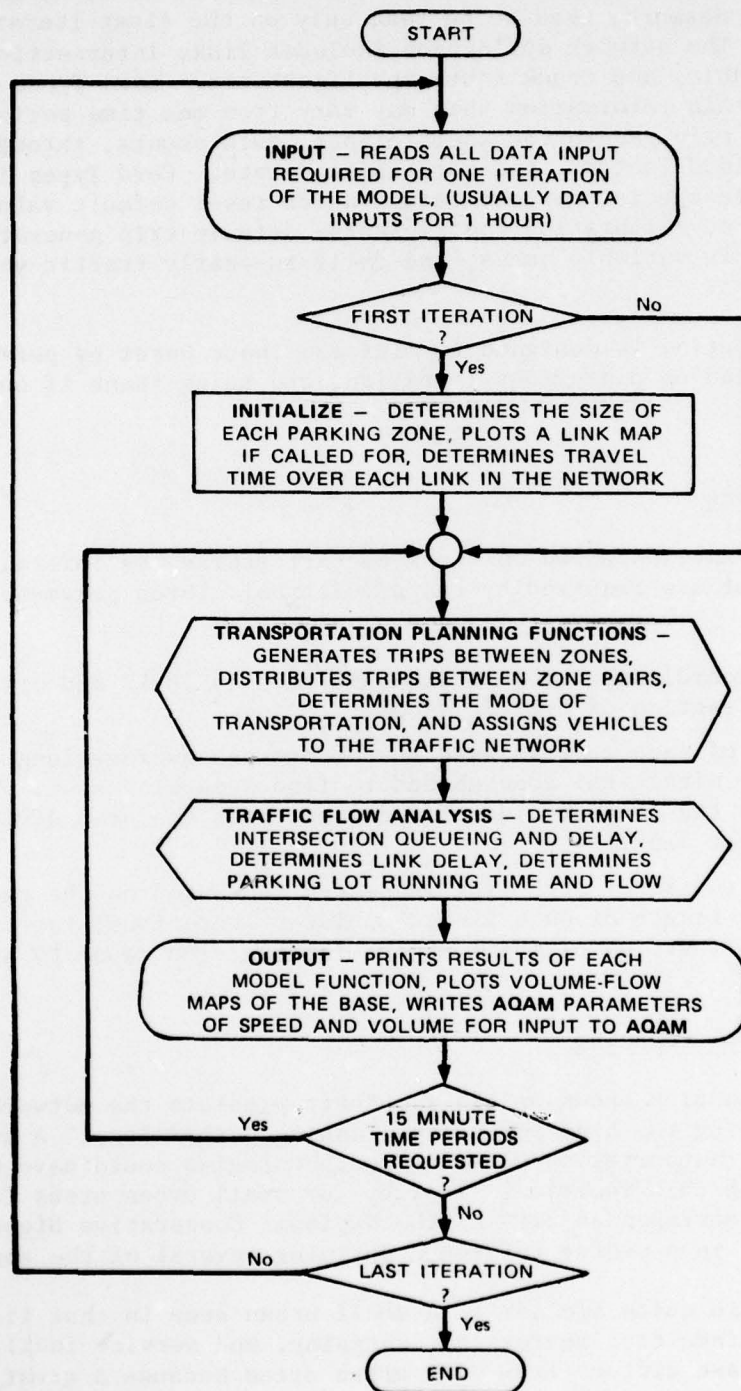 START
INPUT – READS ALL DATA INPUT
REQUIRED FOR ONE ITERATION
OF THE MODEL, (USUALLY DATA
INPUTS FOR 1 HOUR)
FIRST ITERATION
?
No
Yes
INITIALIZE – DETERMINES THE SIZE OF
EACH PARKING ZONE, PLOTS A LINK MAP
IF CALLED FOR, DETERMINES TRAVEL
TIME OVER EACH LINK IN THE NETWORK
TRANSPORTATION PLANNING FUNCTIONS –
GENERATES TRIPS BETWEEN ZONES,
DISTRIBUTES TRIPS BETWEEN ZONE PAIRS,
DETERMINES THE MODE OF
TRANSPORTATION, AND ASSIGNS VEHICLES
TO THE TRAFFIC NETWORK
TRAFFIC FLOW ANALYSIS – DETERMINES
INTERSECTION QUEUEING AND DELAY,
DETERMINES LINK DELAY, DETERMINES
PARKING LOT RUNNING TIME AND FLOW
OUTPUT – PRINTS RESULTS OF EACH
MODEL FUNCTION, PLOTS VOLUME-FLOW
MAPS OF THE BASE, WRITES AQAM PARAMETERS
OF SPEED AND VOLUME FOR INPUT TO AQAM
Yes
15 MINUTE
TIME PERIODS
REQUESTED
?
No
No
LAST ITERATION
?
Yes
END